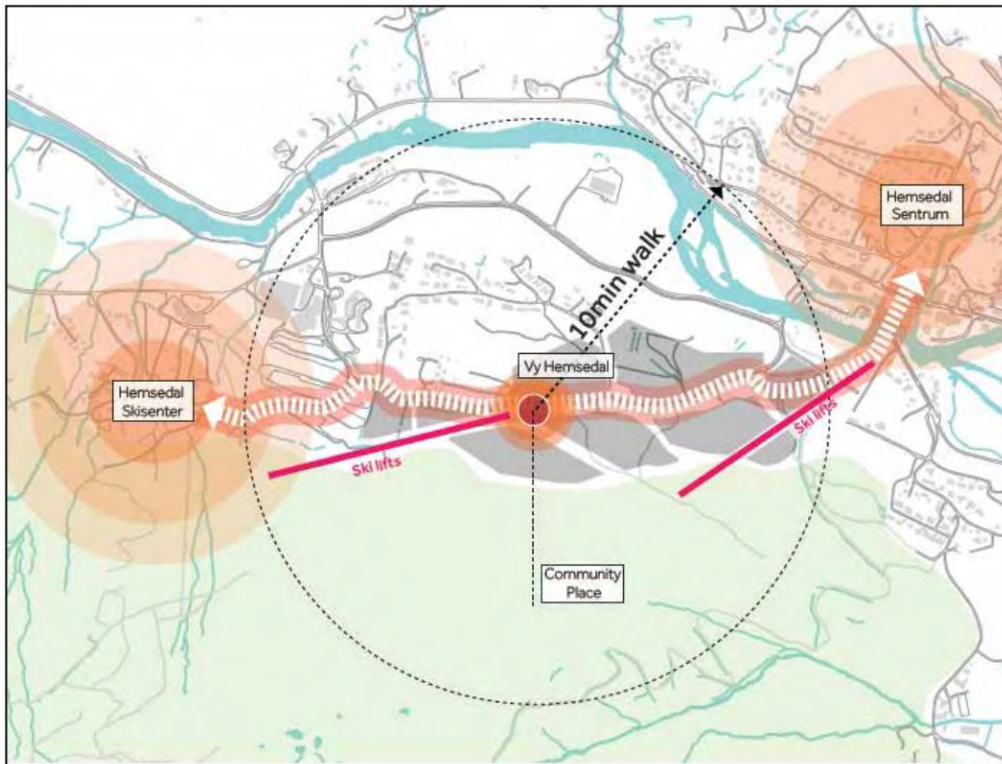 Hemsedal
Sentrum
10min walk
Vy Hemsedal
Hemsedal
Skisenter
Ski lifts
Ski lifts
Community
Place